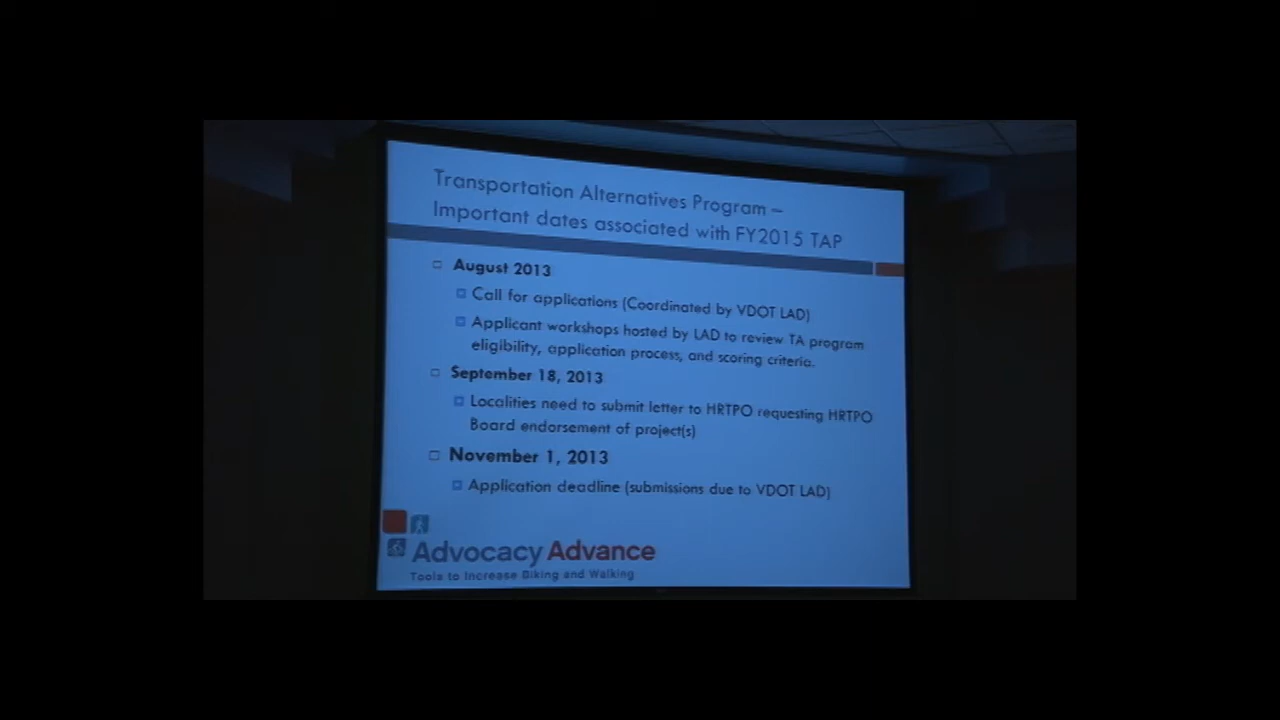 Transportation Alternatives Program –
Important dates associated with FY2015 TAP
August 2013
Call for applications (Coordinated by VDOT LAD)
Applicant workshops hosted by LAD to review TA program
eligibility, application process, and scoring criteria.
September 18, 2013
Localities need to submit letter to HRTPO requesting HRTPO
Board endorsement of project(s)
November 1, 2013
Application deadline (submissions due to VDOT LAD)
Advocacy Advance
Tools to Increase Biking and Walking